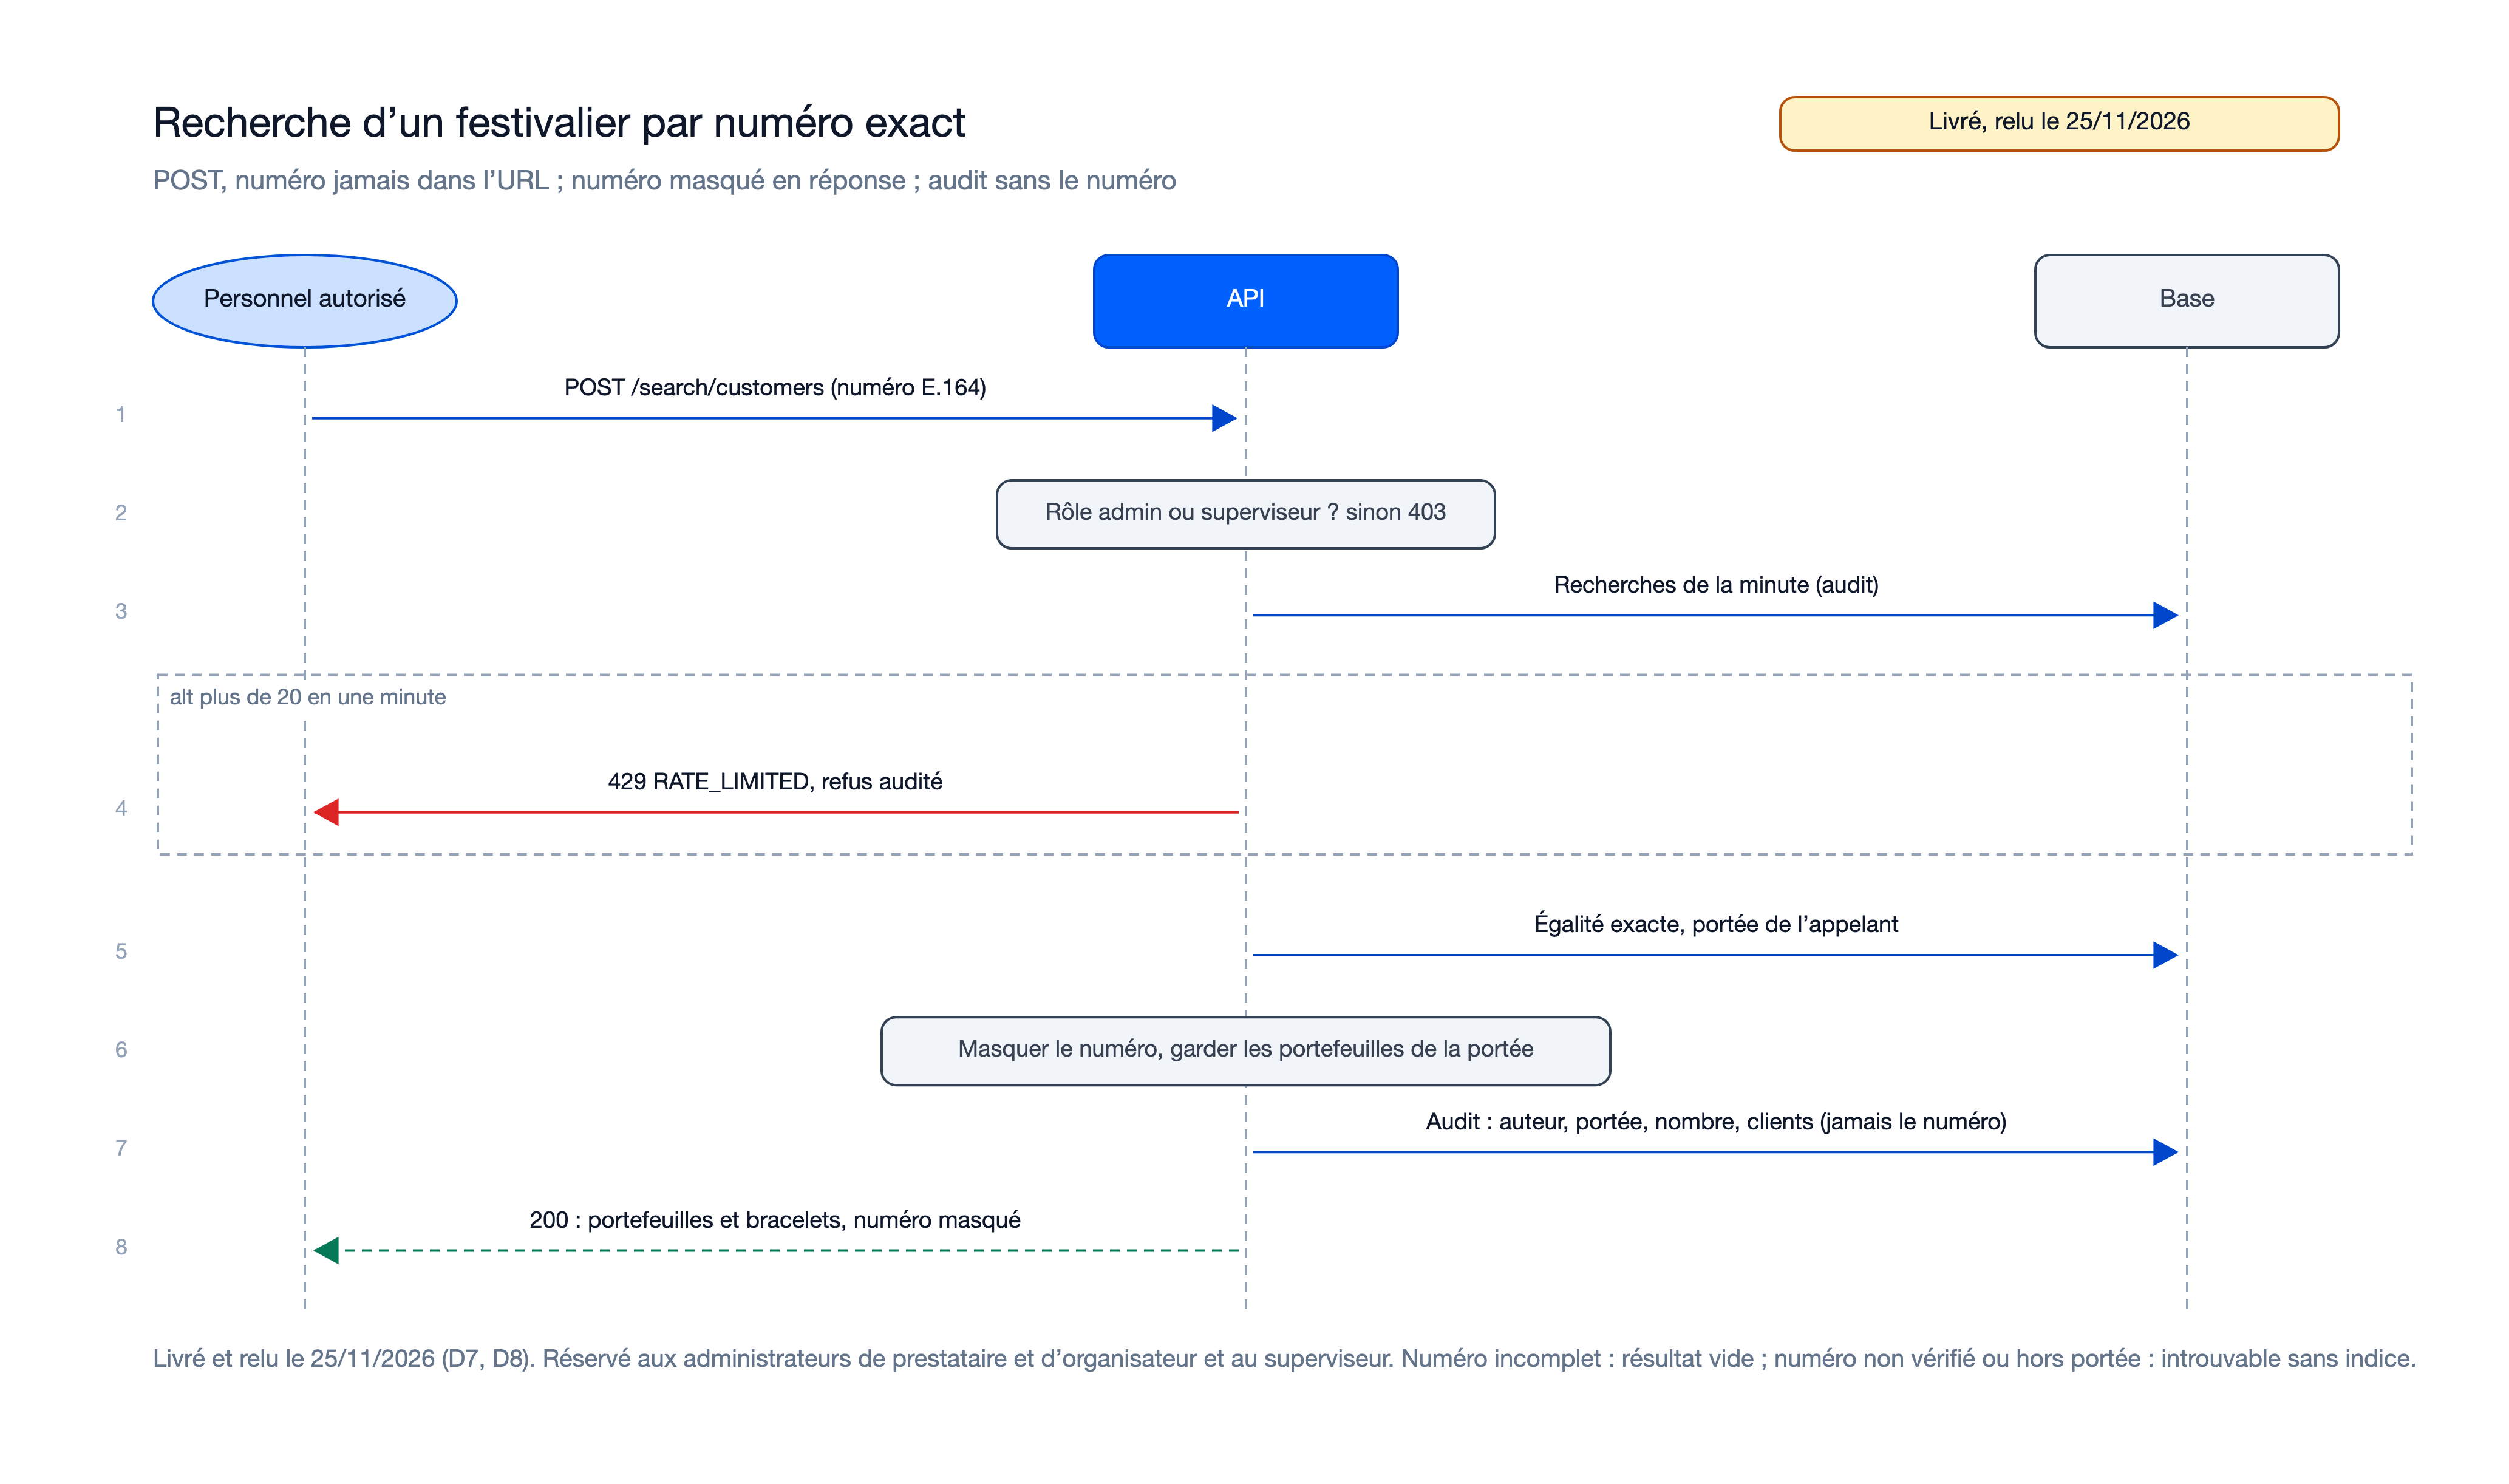 Recherche d’un festivalier par numéro exact
Livré, relu le 25/11/2026
POST, numéro jamais dans l’URL ; numéro masqué en réponse ; audit sans le numéro
Personnel autorisé
API
Base
POST /search/customers (numéro E.164)
1
2
Rôle admin ou superviseur ? sinon 403
Recherches de la minute (audit)
3
alt plus de 20 en une minute
429 RATE_LIMITED, refus audité
4
Égalité exacte, portée de l’appelant
5
6
Masquer le numéro, garder les portefeuilles de la portée
Audit : auteur, portée, nombre, clients (jamais le numéro)
7
200 : portefeuilles et bracelets, numéro masqué
8
Livré et relu le 25/11/2026 (D7, D8). Réservé aux administrateurs de prestataire et d’organisateur et au superviseur. Numéro incomplet : résultat vide ; numéro non vérifié ou hors portée : introuvable sans indice.